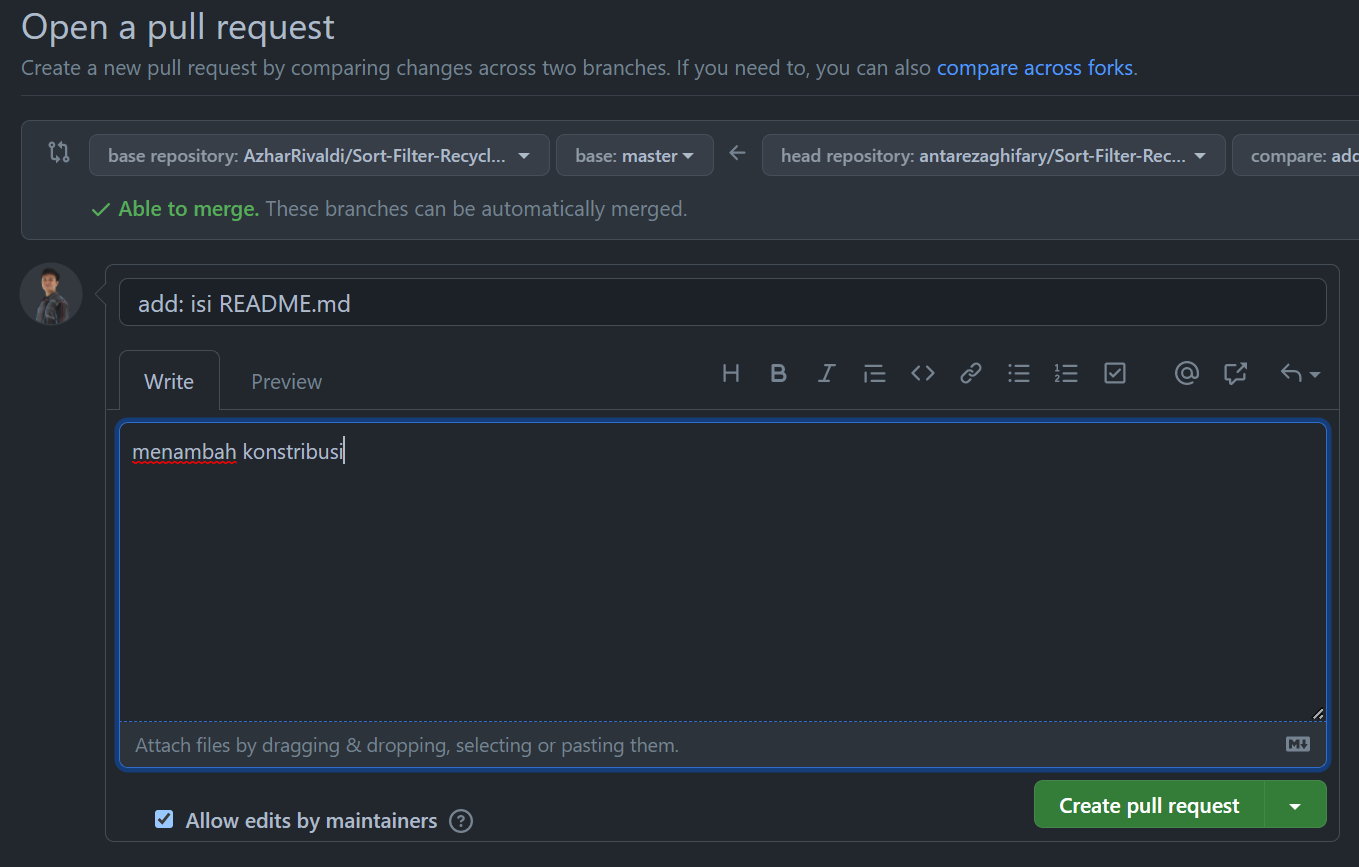 Open a pull request
Create a new pull request by comparing changes across two branches. If you need to, you can also compare across forks.
base repository: AzharRivaldi/Sort-Filter-Recycl... base: master head repository: antarezaghifary/Sort-Filter-Rec... compare: add
Able to merge. These branches can be automatically merged.
add: isi README.md
Write Preview
menambah konstribusi
Attach files by dragging & dropping, selecting or pasting them.
Allow edits by maintainers
Create pull request